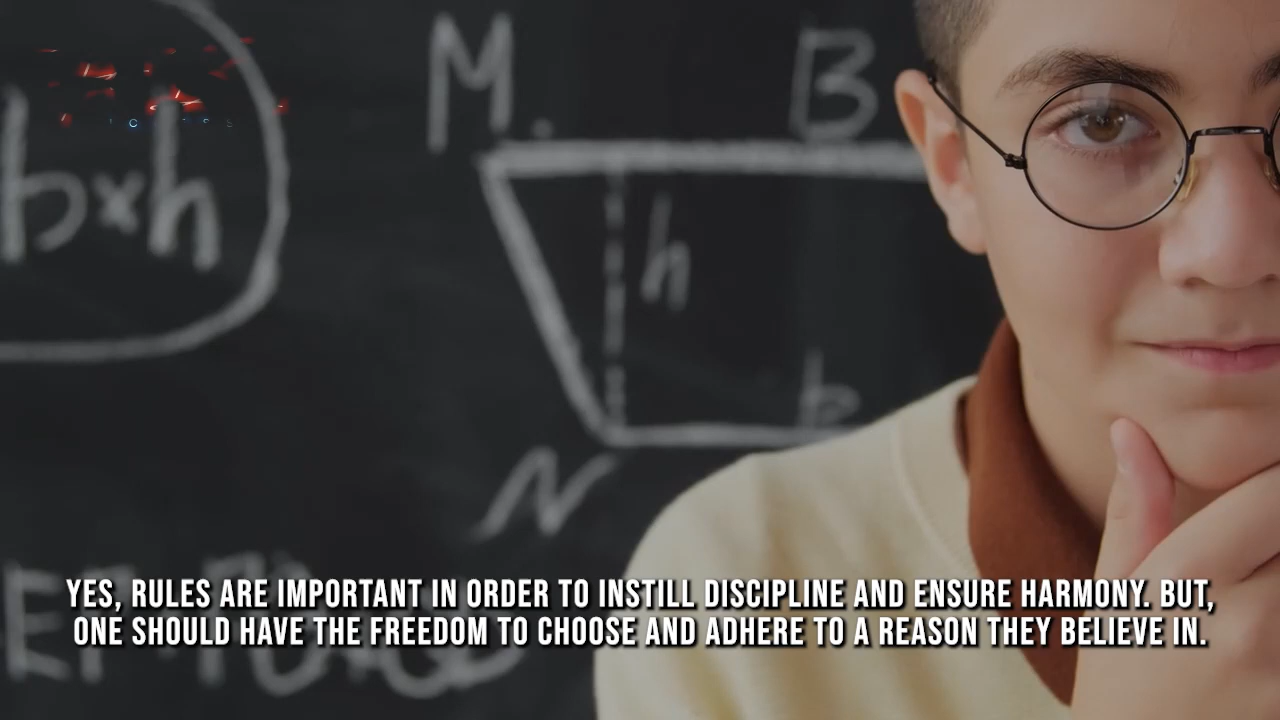 M
B
b×h
h
b
N
YES, RULES ARE IMPORTANT IN ORDER TO INSTILL DISCIPLINE AND ENSURE HARMONY. BUT,
ONE SHOULD HAVE THE FREEDOM TO CHOOSE AND ADHERE TO A REASON THEY BELIEVE IN.